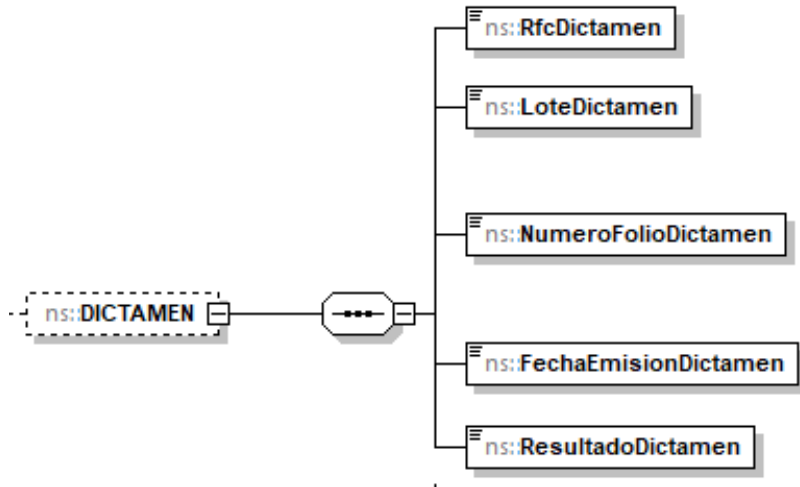 ns::RfcDictamen
ns::LoteDictamen
ns::NumeroFolioDictamen
ns::DICTAMEN
ns::FechaEmisionDictamen
ns::ResultadoDictamen